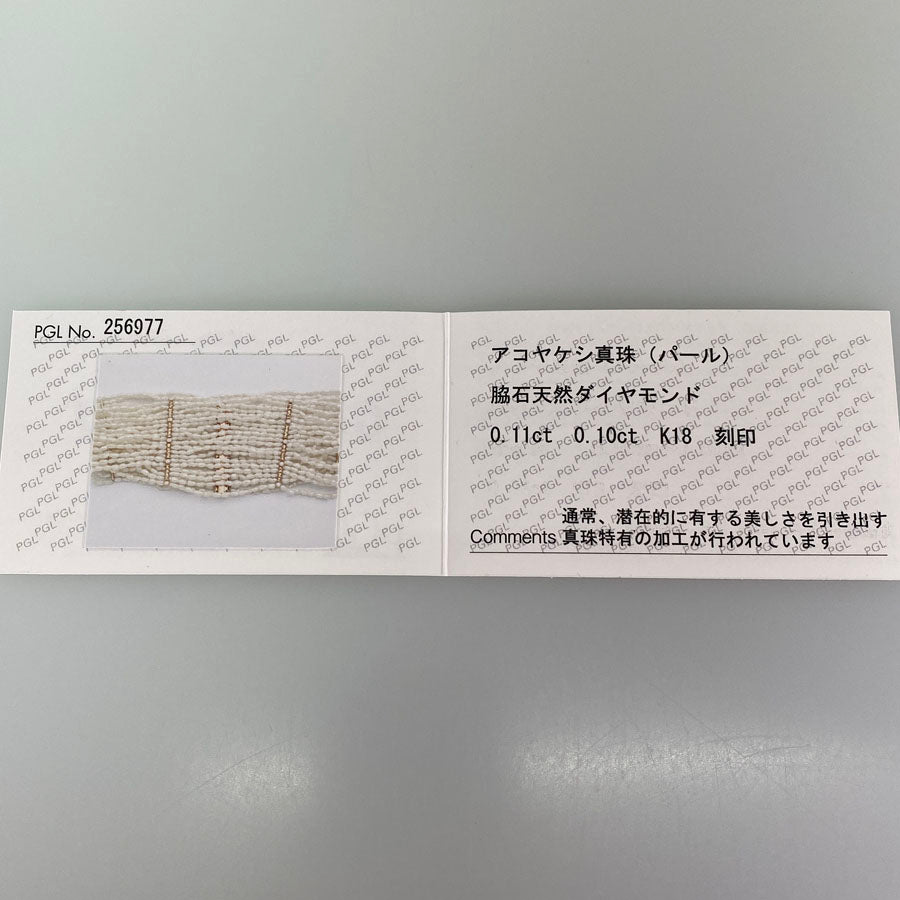 PGL No. 256977
アコヤケシ真珠（パール）
脇石天然ダイヤモンド
0.11ct 0.10ct K18 刻印
通常、潜在的に有する美しさを引き出す
Comments 真珠特有の加工が行われています